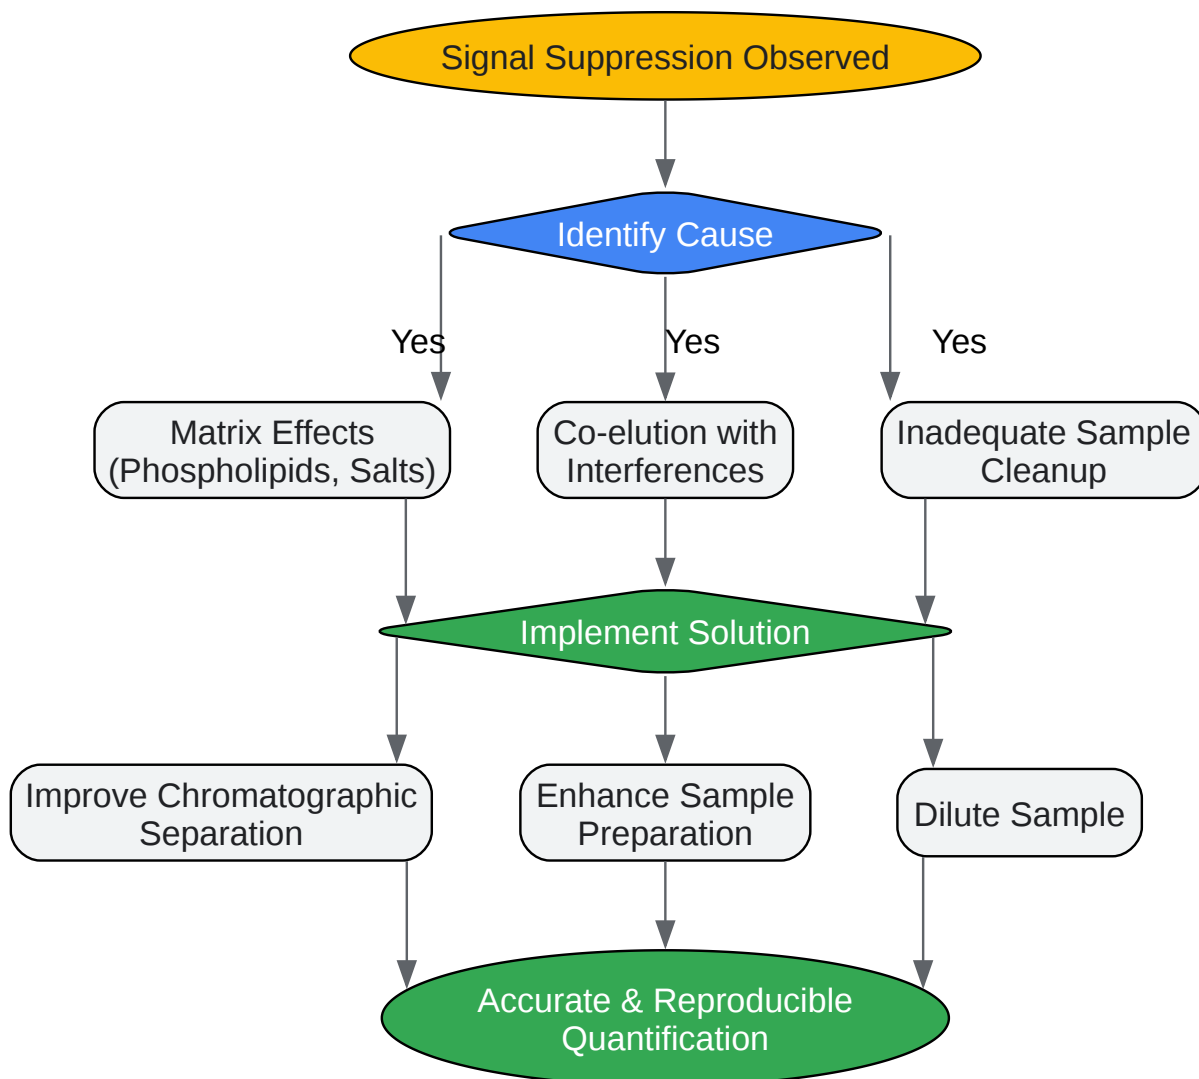 Signal Suppression Observed
Identify Cause
Yes
Yes
Yes
Matrix Effects
(Phospholipids, Salts)
Co-elution with
Interferences
Inadequate Sample
Cleanup
Implement Solution
Improve Chromatographic
Separation
Enhance Sample
Preparation
Dilute Sample
Accurate & Reproducible
Quantification